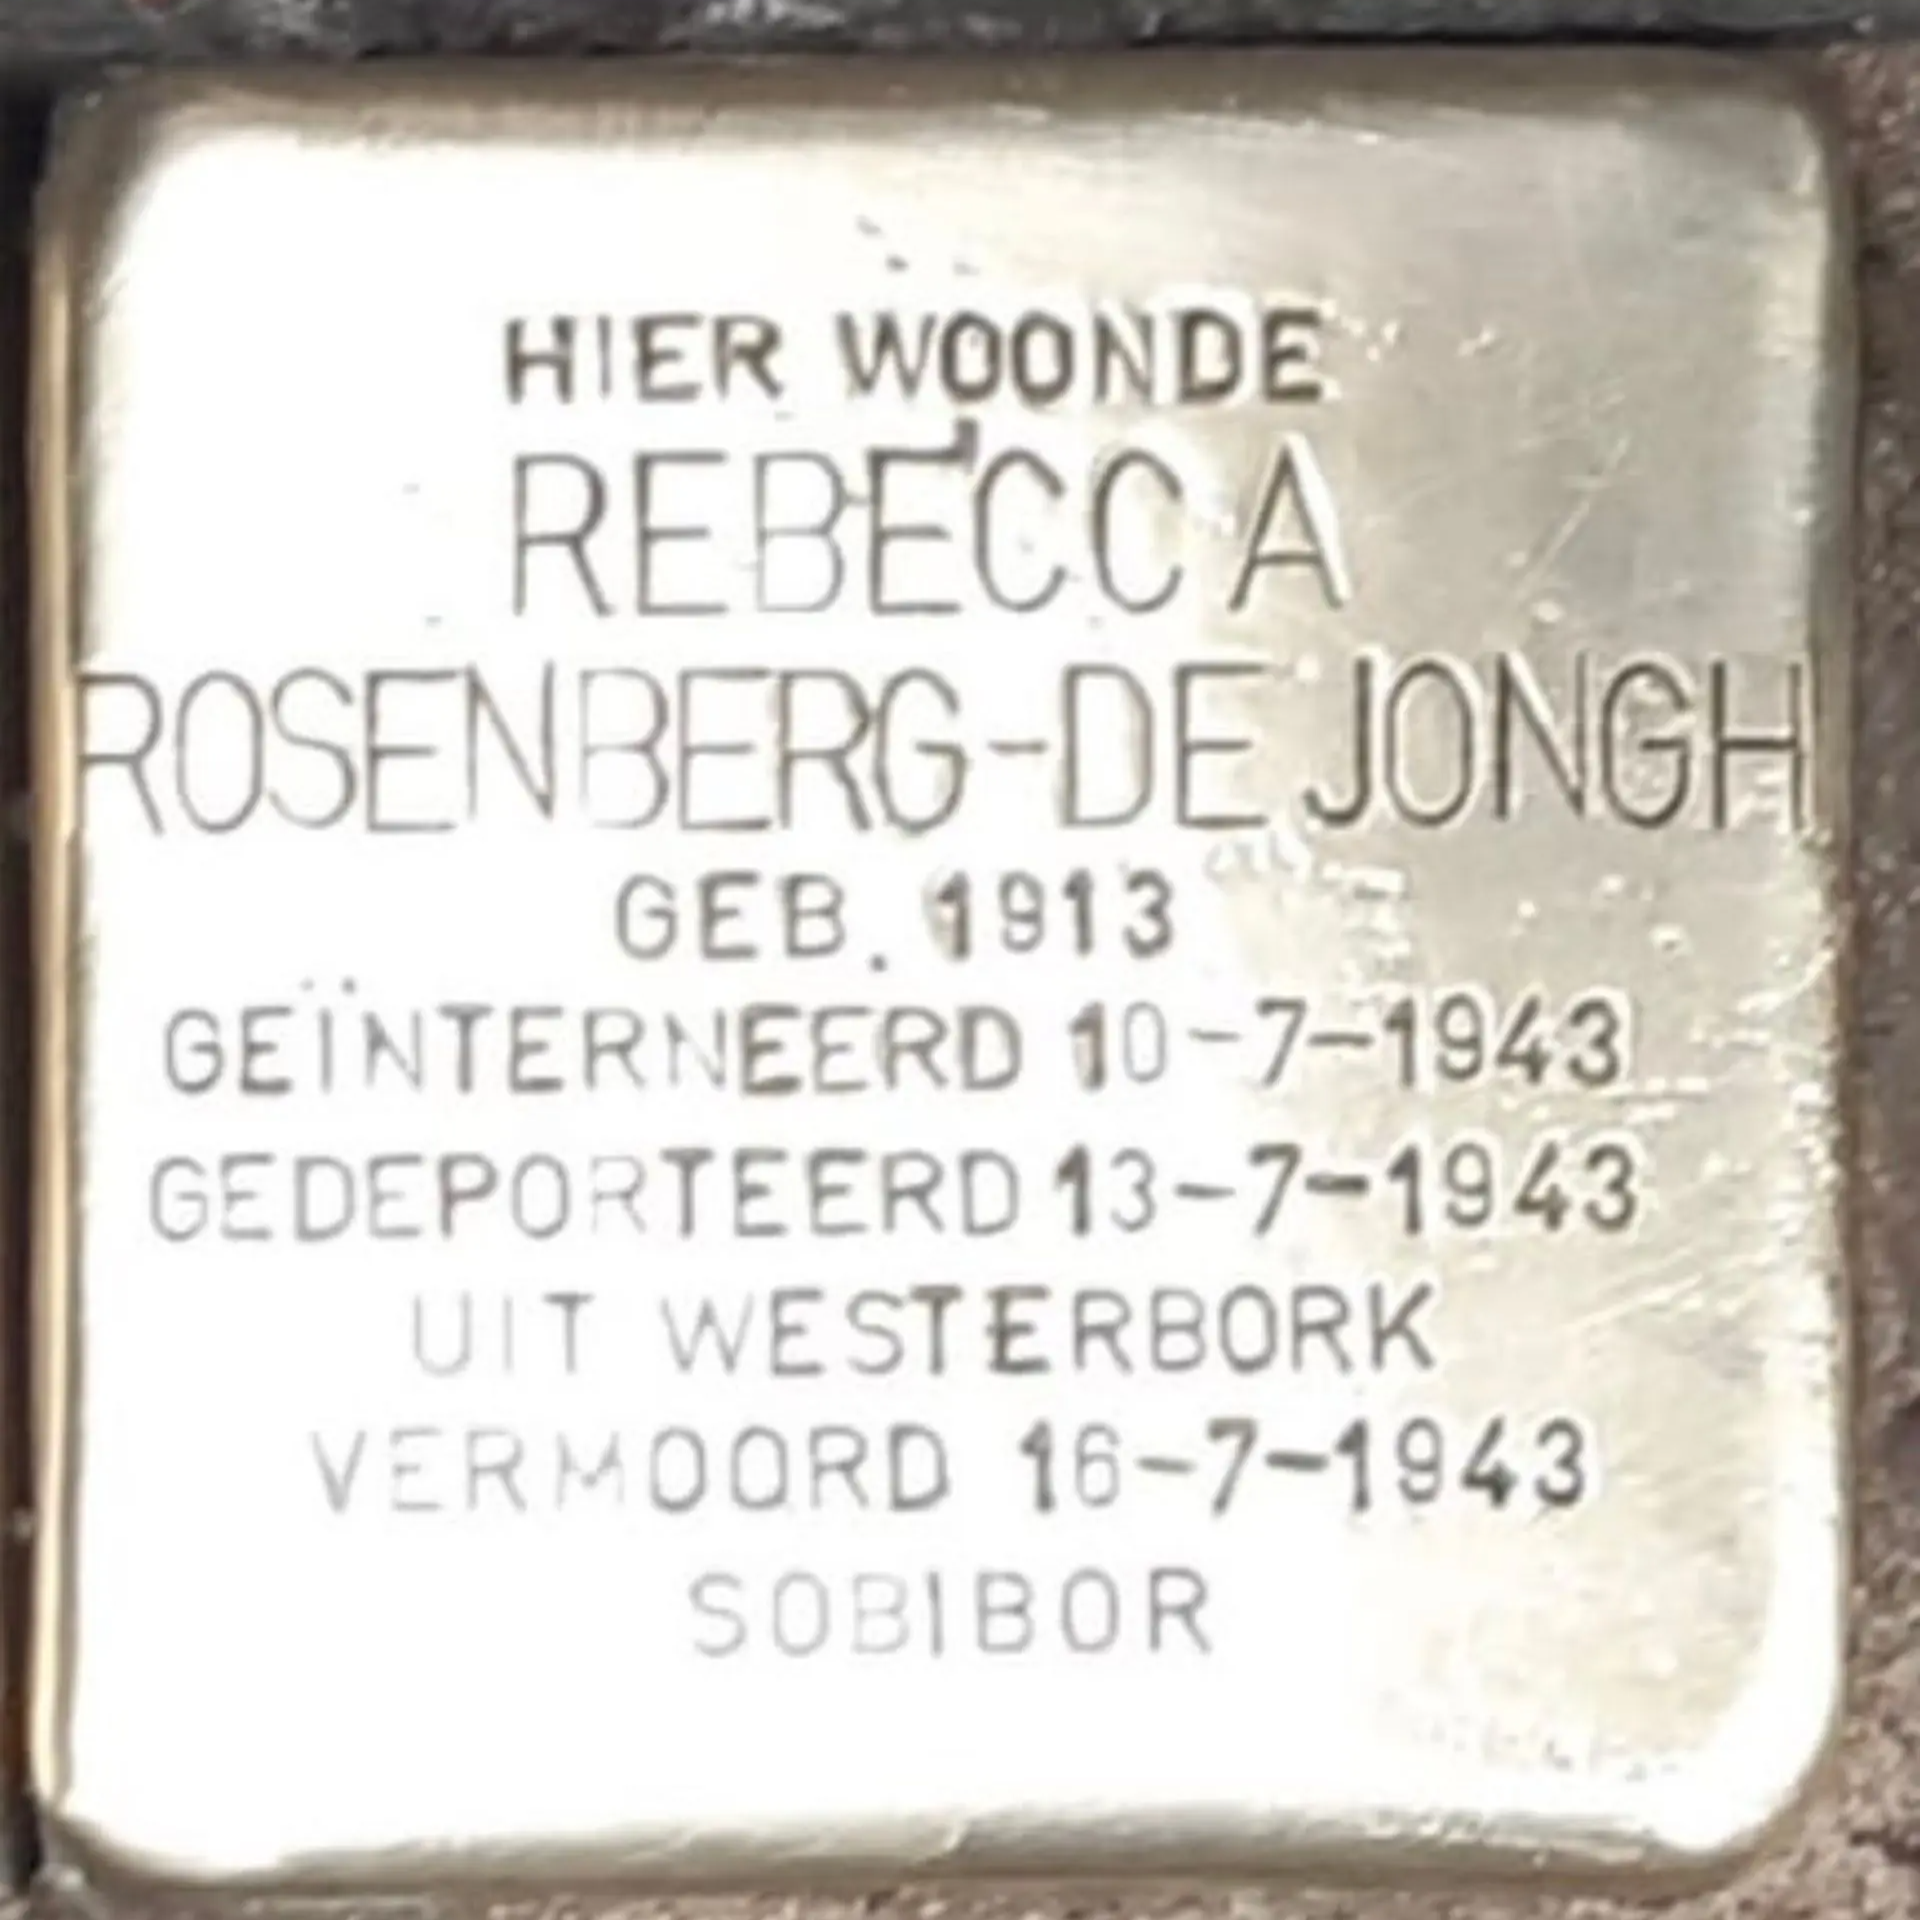 HIER WOONDE
REBECCA
ROSENBERG-DE JONGH
GEB. 1913
GEÏNTERNEERD 10-7-1943
GEDEPORTEERD 13-7-1943
UIT WESTERBORK
VERMOORD 16-7-1943
SOBIBOR